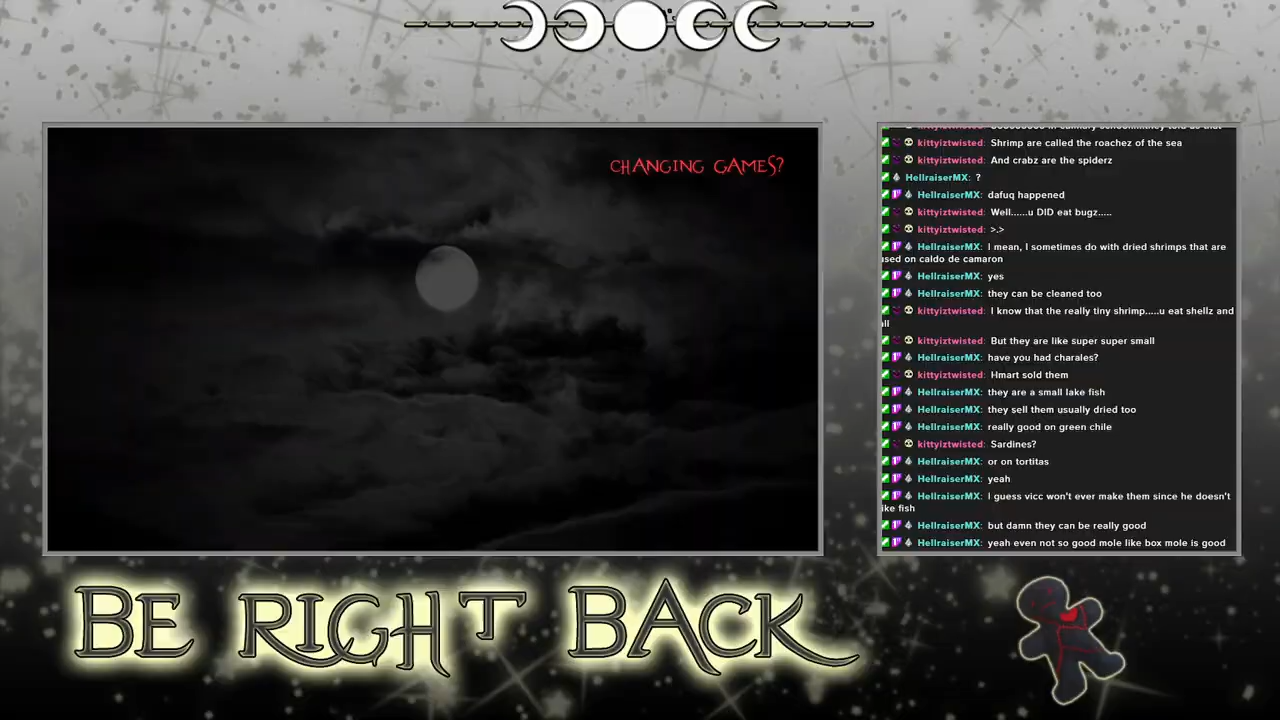 CHANGING GAMES?
kittyiztwisted: Shrimp are called the roachez of the sea
kittyiztwisted: And crabz are the spiderz
HellraiserMX: ?
HellraiserMX: dafuq happened
kittyiztwisted: Well......u DID eat bugz.....
kittyiztwisted: >.>
HellraiserMX: I mean, I sometimes do with dried shrimps that are
used on caldo de camaron
HellraiserMX: yes
HellraiserMX: they can be cleaned too
kittyiztwisted: I know that the really tiny shrimp.....u eat shellz and
all
kittyiztwisted: But they are like super super small
HellraiserMX: have you had charales?
kittyiztwisted: Hmart sold them
HellraiserMX: they are a small lake fish
HellraiserMX: they sell them usually dried too
HellraiserMX: really good on green chile
kittyiztwisted: Sardines?
HellraiserMX: or on tortitas
HellraiserMX: yeah
HellraiserMX: I guess vicc won't ever make them since he doesn't
like fish
HellraiserMX: but damn they can be really good
HellraiserMX: yeah even not so good mole like box mole is good
BE RIGHT BACK